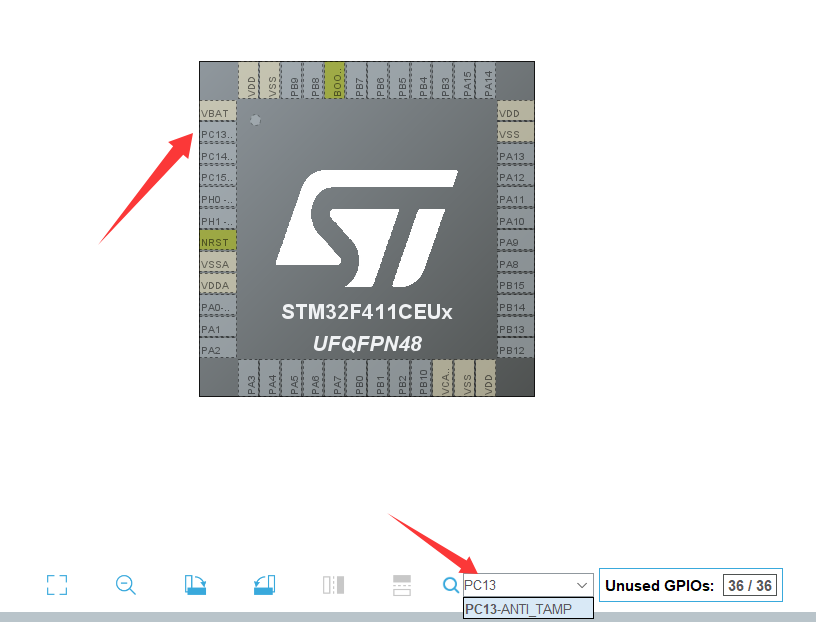 VDD
VSS
PB9
PB8
BOO..
PB7
PB6
PB5
PB4
PB3
PA15
PA14
VBAT
PC13..
PC14..
PC15..
PH0 -..
PH1 -..
NRST
VSSA
VDDA
PA0-..
PA1
PA2
VDD
VSS
PA13
PA12
PA11
PA10
PA9
PA8
PB15
PB14
PB13
PB12
ST
STM32F411CEUx
UFQFPN48
PA3
PA4
PA5
PA6
PA7
PB0
PB1
PB2
PB10
VCA..
VSS
VDD
PC13
Unused GPIOs: 36 / 36
PC13-ANTI_TAMP